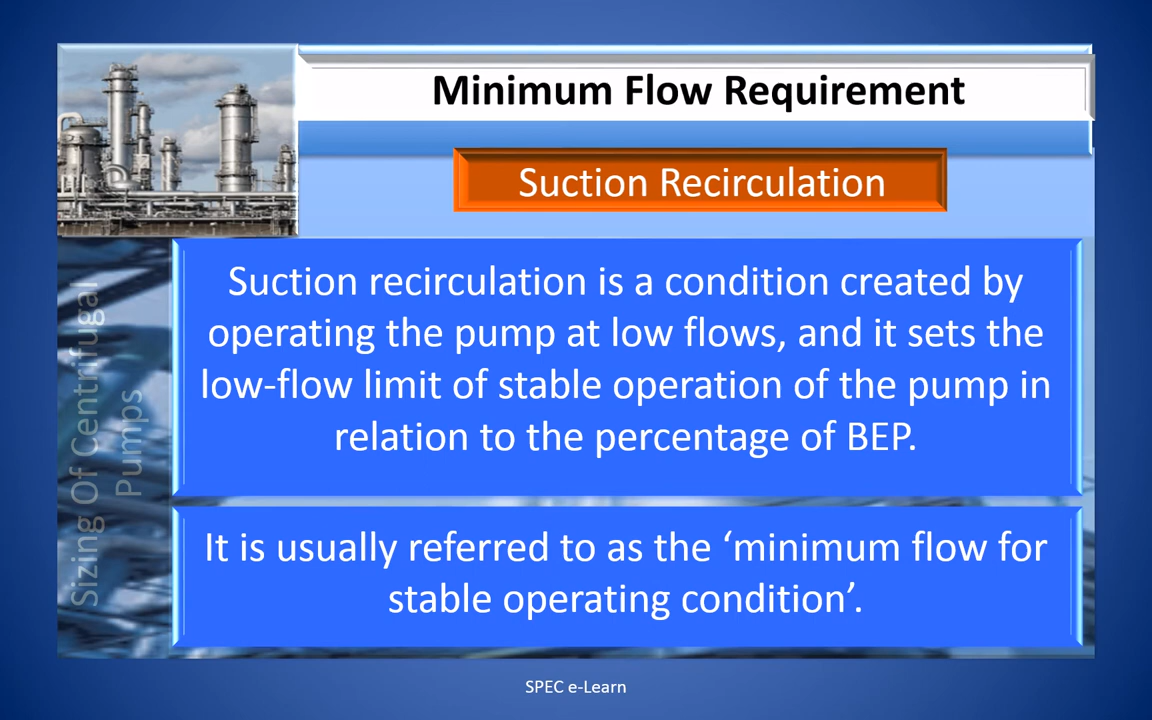 Minimum Flow Requirement
Suction Recirculation
Suction recirculation is a condition created by
operating the pump at low flows, and it sets the
low-flow limit of stable operation of the pump in
relation to the percentage of BEP.
It is usually referred to as the ‘minimum flow for
stable operating condition’.
Sizing Of Centrifugal
Pumps
SPEC e-Learn